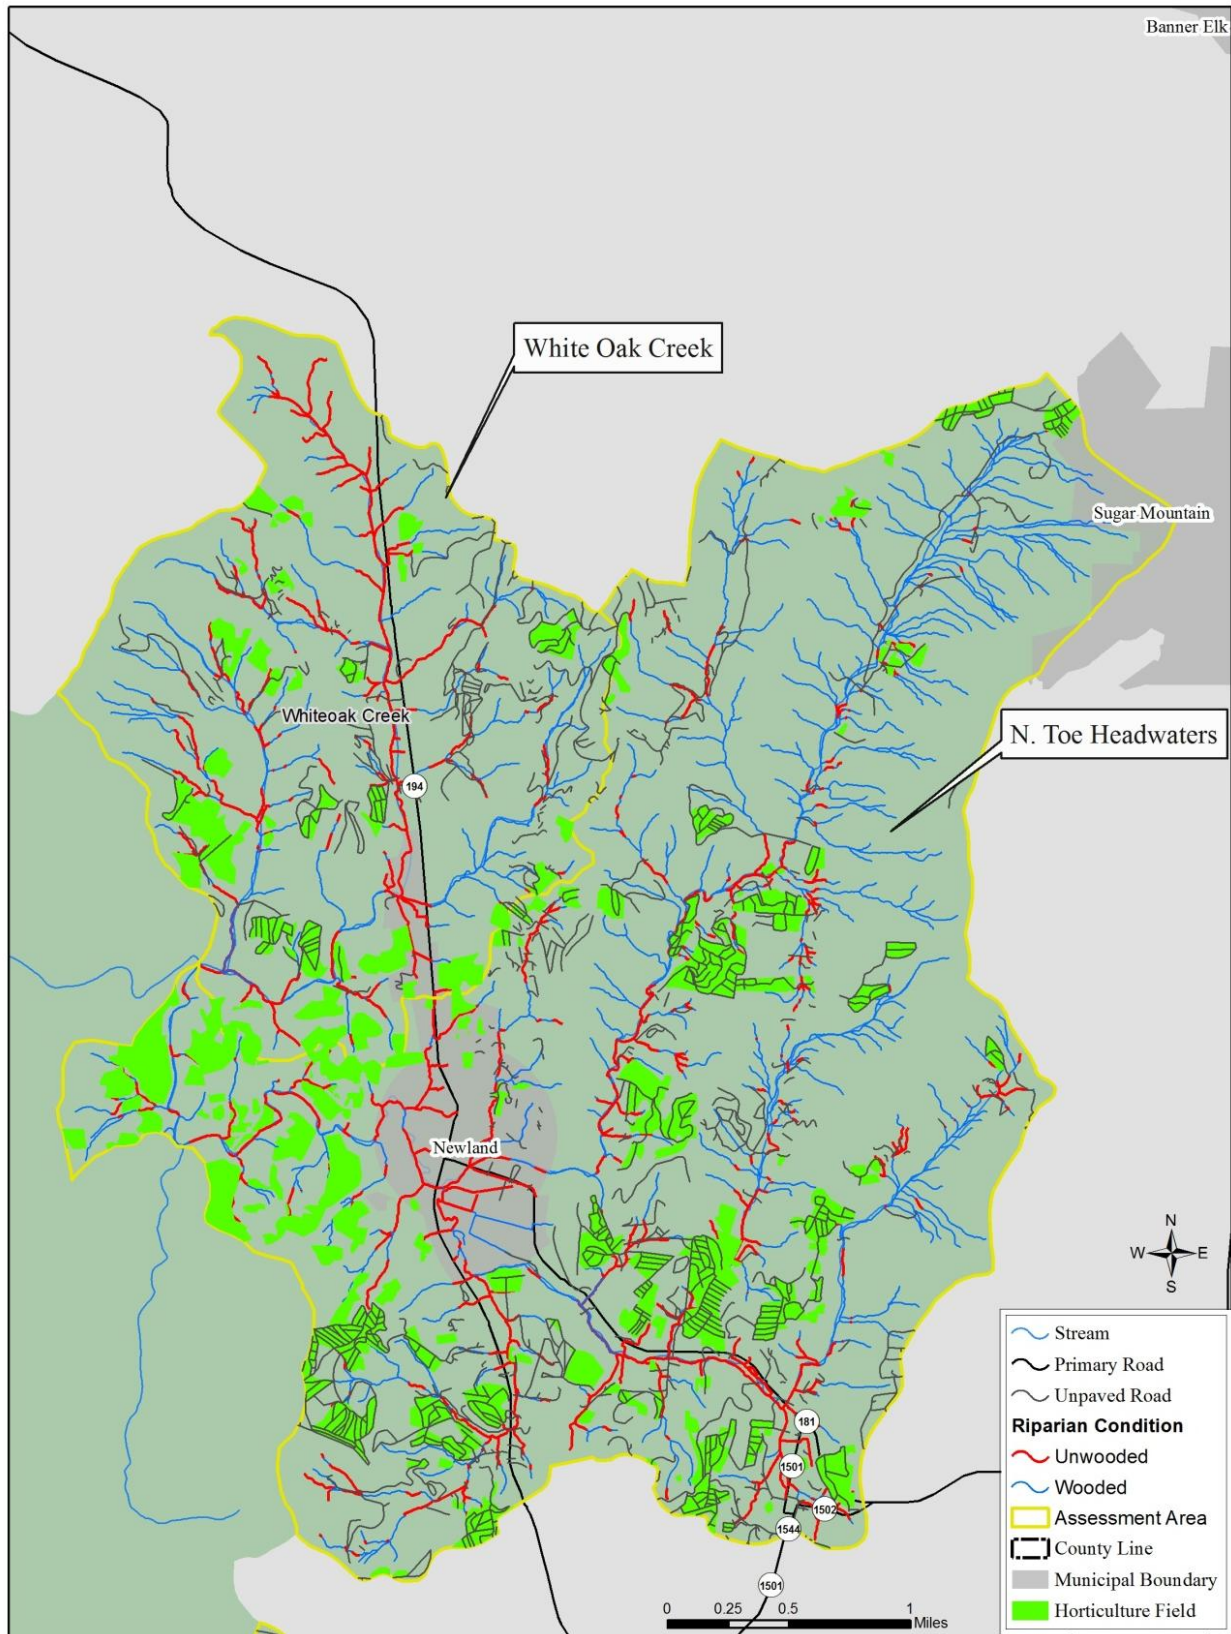 Banner Elk
White Oak Creek
Sugar Mountain
Whiteoak Creek
N. Toe Headwaters
194
Newland
N
W E
S
Stream
Primary Road
Unpaved Road
Riparian Condition
Unwooded
Wooded
Assessment Area
County Line
Municipal Boundary
Horticulture Field
181
1501
1502
1544
1501
0 0.25 0.5 1
Miles